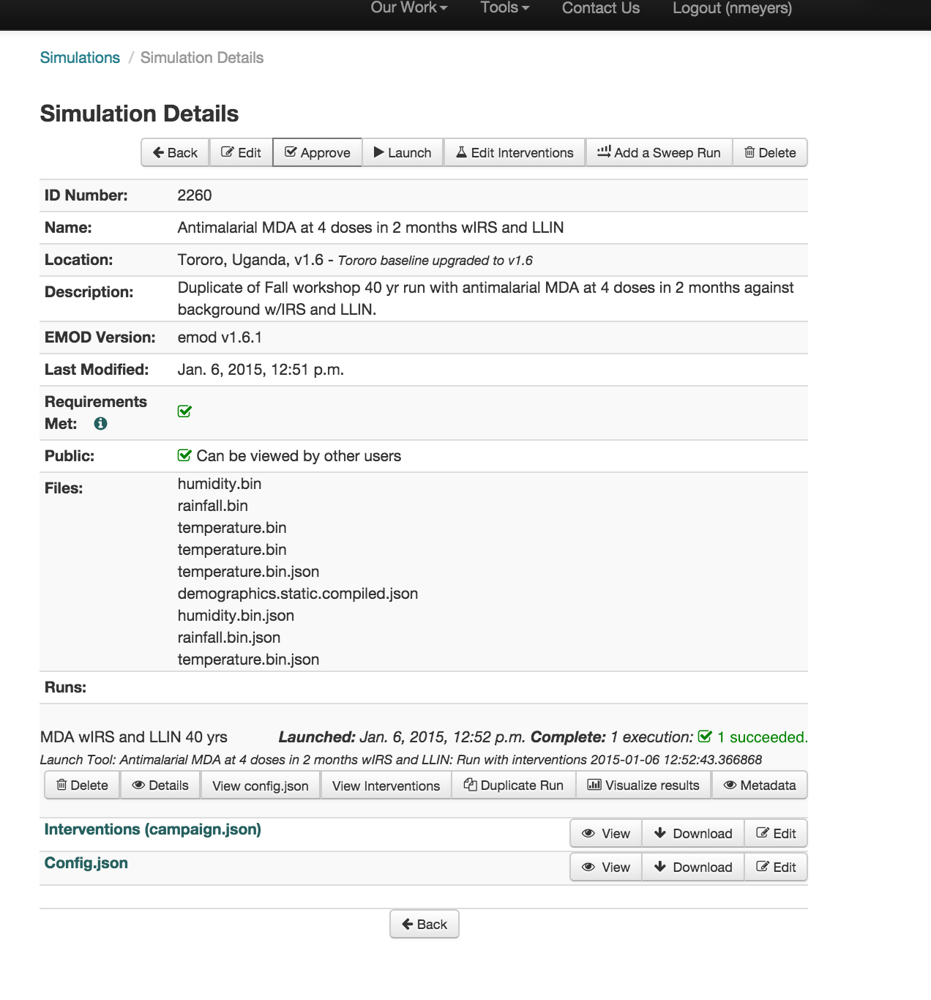 Our Work Tools Contact Us Logout (nmeyers)
Simulations / Simulation Details
Simulation Details
Back Edit Approve Launch Edit Interventions Add a Sweep Run Delete
ID Number: 2260
Name: Antimalarial MDA at 4 doses in 2 months wIRS and LLIN
Location: Tororo, Uganda, v1.6 - Tororo baseline upgraded to v1.6
Description: Duplicate of Fall workshop 40 yr run with antimalarial MDA at 4 doses in 2 months against
background w/IRS and LLIN.
EMOD Version: emod v1.6.1
Last Modified: Jan. 6, 2015, 12:51 p.m.
Requirements
Met:
Public: Can be viewed by other users
Files: humidity.bin
rainfall.bin
temperature.bin
temperature.bin
temperature.bin.json
demographics.static.compiled.json
humidity.bin.json
rainfall.bin.json
temperature.bin.json
Runs:
MDA wIRS and LLIN 40 yrs Launched: Jan. 6, 2015, 12:52 p.m. Complete: 1 execution: 1 succeeded.
Launch Tool: Antimalarial MDA at 4 doses in 2 months wIRS and LLIN: Run with interventions 2015-01-06 12:52:43.366868
Delete Details View config.json View Interventions Duplicate Run Visualize results Metadata
Interventions (campaign.json) View Download Edit
Config.json View Download Edit
Back